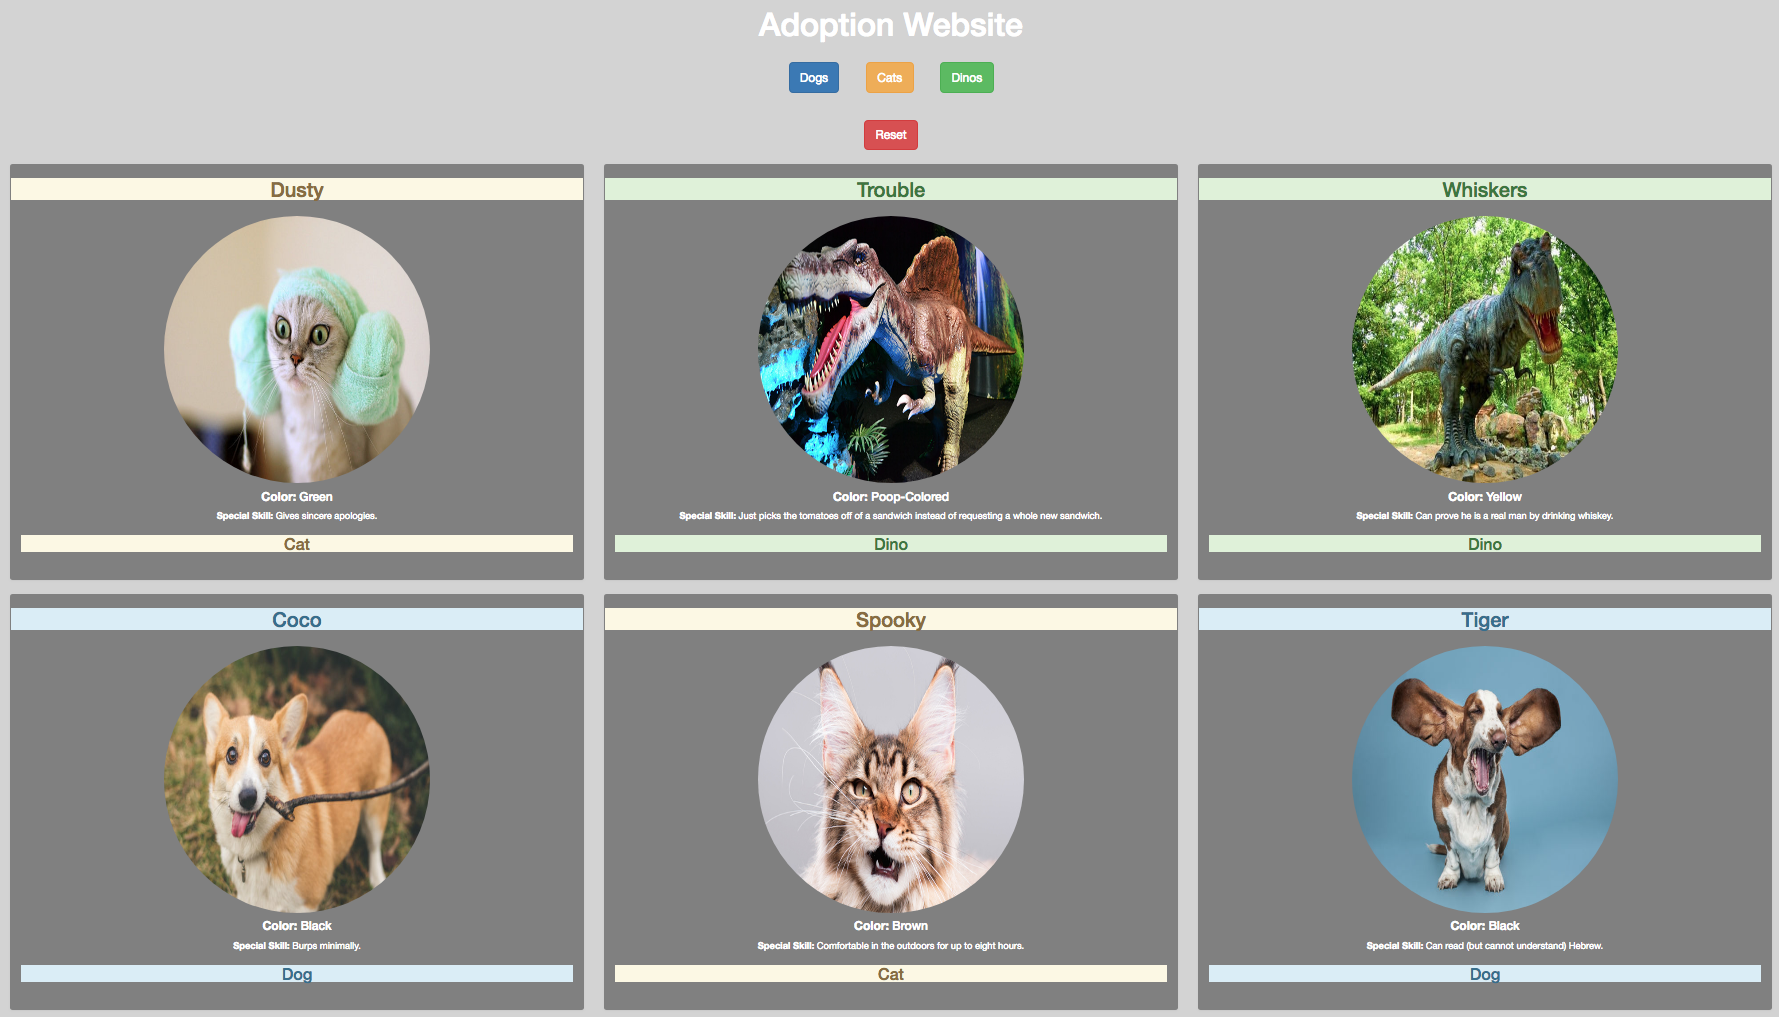 Adoption Website
Dogs Cats Dinos
Reset
Dusty
Color: Green
Special Skill: Gives sincere apologies.
Cat
Trouble
Color: Poop-Colored
Special Skill: Just picks the tomatoes off of a sandwich instead of requesting a whole new sandwich.
Dino
Whiskers
Color: Yellow
Special Skill: Can prove he is a real man by drinking whiskey.
Dino
Coco
Color: Black
Special Skill: Burps minimally.
Dog
Spooky
Color: Brown
Special Skill: Comfortable in the outdoors for up to eight hours.
Cat
Tiger
Color: Black
Special Skill: Can read (but cannot understand) Hebrew.
Dog